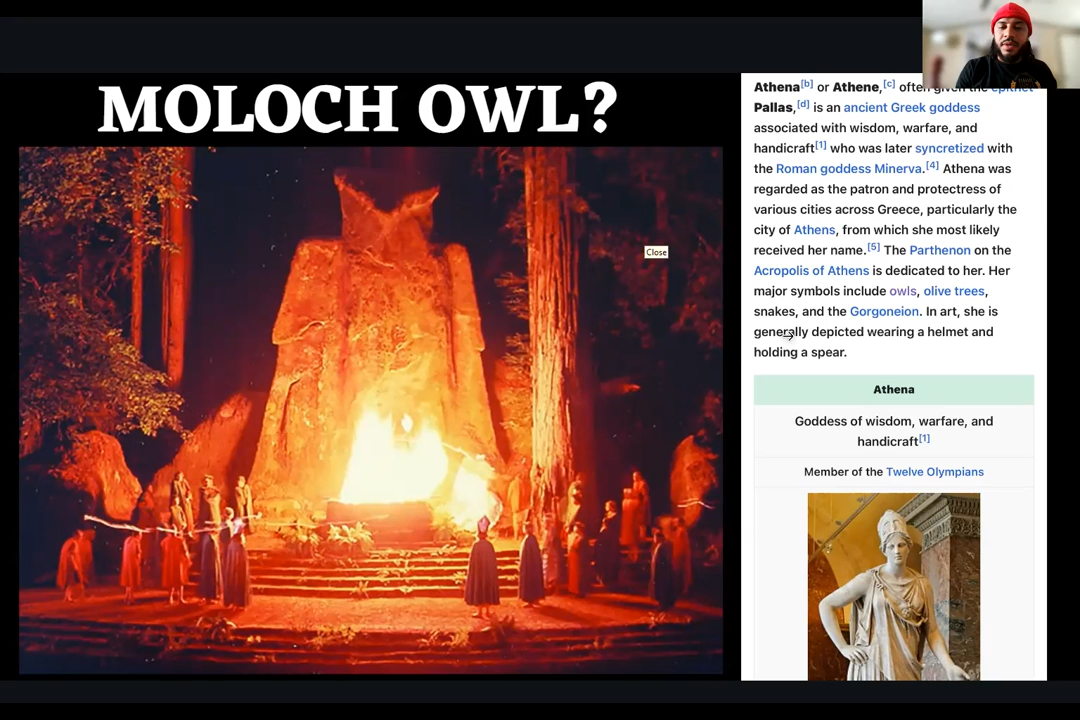 MOLOCH OWL?
Close
Athena[b] or Athene,[c] often given the epithet
Pallas,[d] is an ancient Greek goddess
associated with wisdom, warfare, and
handicraft[1] who was later syncretized with
the Roman goddess Minerva.[4] Athena was
regarded as the patron and protectress of
various cities across Greece, particularly the
city of Athens, from which she most likely
received her name.[5] The Parthenon on the
Acropolis of Athens is dedicated to her. Her
major symbols include owls, olive trees,
snakes, and the Gorgoneion. In art, she is
generally depicted wearing a helmet and
holding a spear.
Athena
Goddess of wisdom, warfare, and
handicraft[1]
Member of the Twelve Olympians